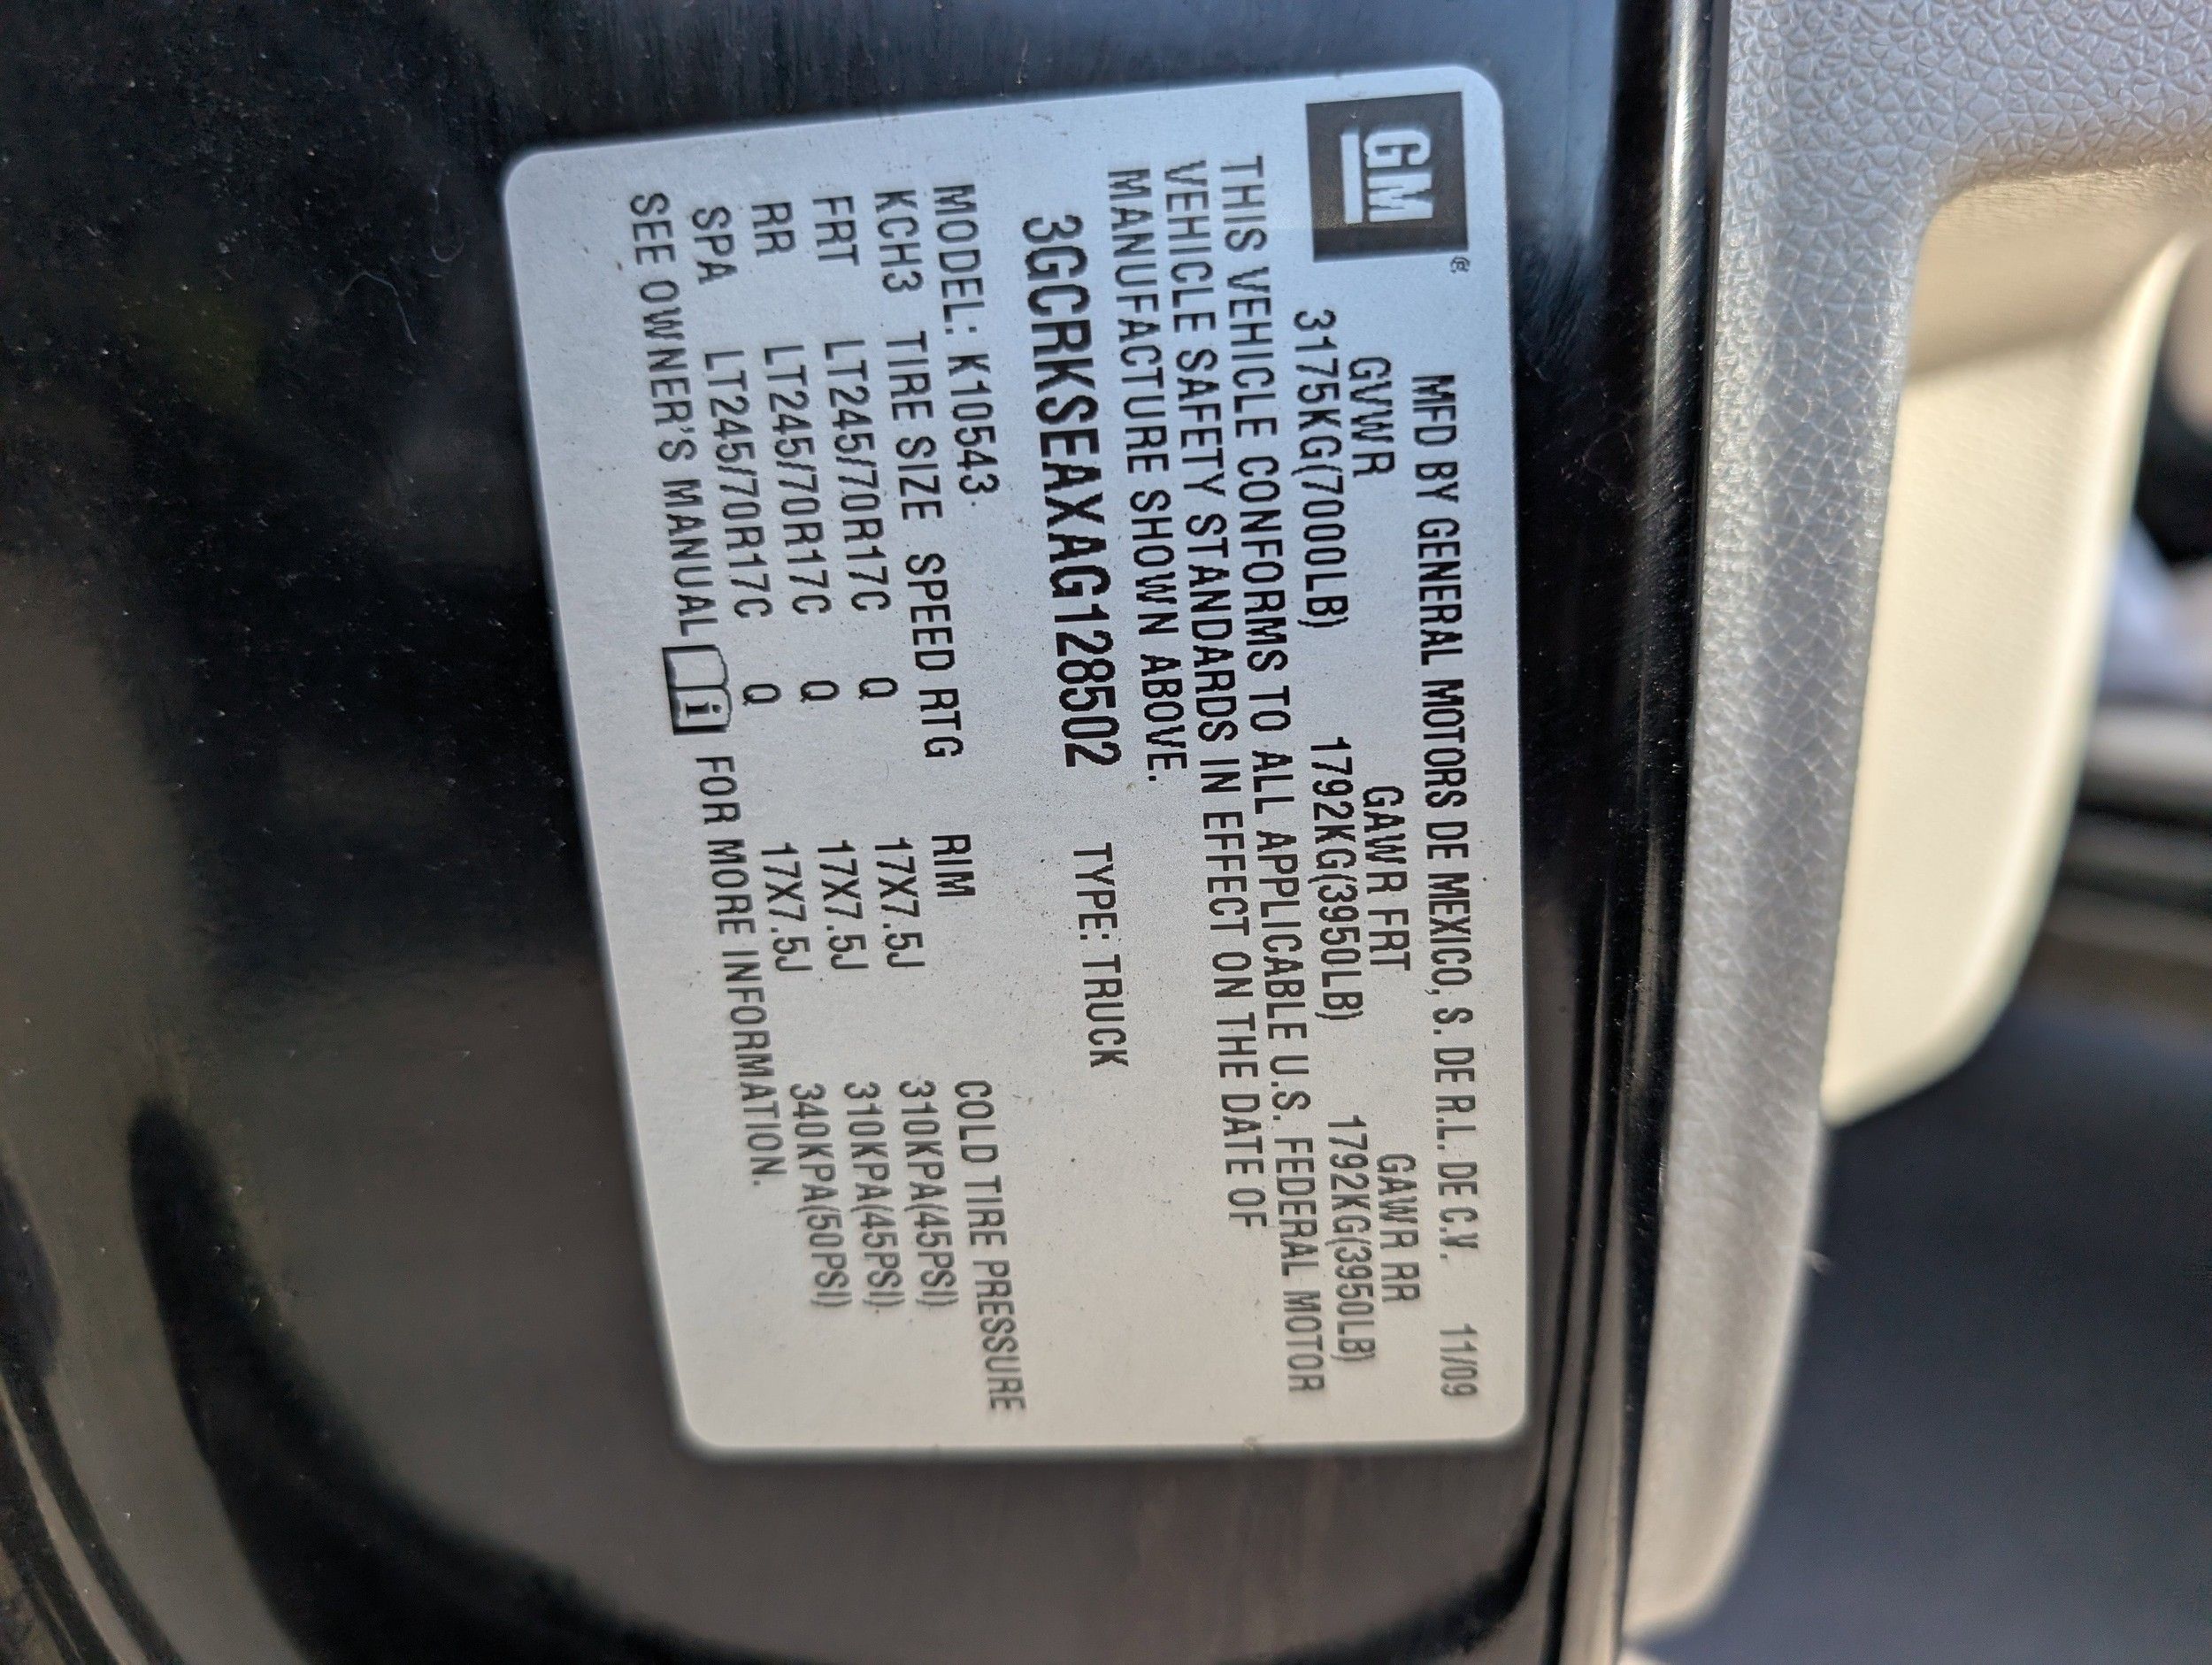 GM ®
MFD BY GENERAL MOTORS DE MEXICO, S. DE R.L. DE C.V. 11/09
GVWR GAWR FRT GAWR RR
3175KG(7000LB) 1792KG(3950LB) 1792KG(3950LB)
THIS VEHICLE CONFORMS TO ALL APPLICABLE U.S. FEDERAL MOTOR
VEHICLE SAFETY STANDARDS IN EFFECT ON THE DATE OF
MANUFACTURE SHOWN ABOVE.
3GCRKSEAXAG128502 TYPE: TRUCK
MODEL: K10543
KCH3 TIRE SIZE SPEED RTG RIM COLD TIRE PRESSURE
FRT LT245/70R17C Q 17X7.5J 310KPA(45PSI)
RR LT245/70R17C Q 17X7.5J 310KPA(45PSI)
SPA LT245/70R17C Q 17X7.5J 340KPA(50PSI)
SEE OWNER'S MANUAL i FOR MORE INFORMATION.